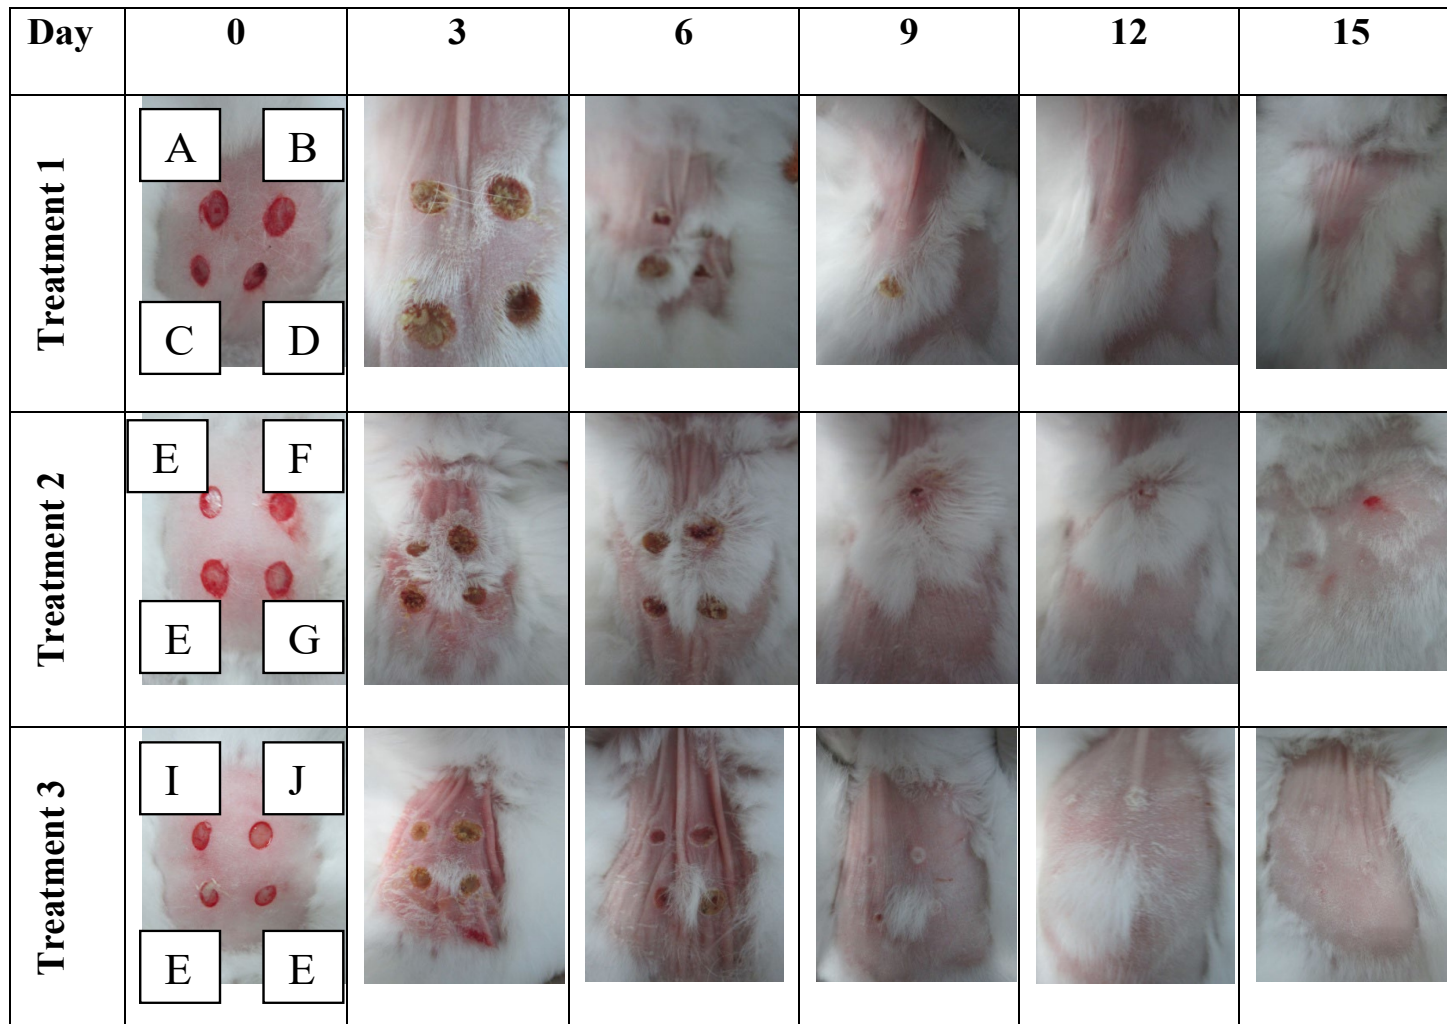 Day 0 3 6 9 12 15
Treatment 1
A B
C D
Treatment 2
E F
E G
Treatment 3
I J
E E